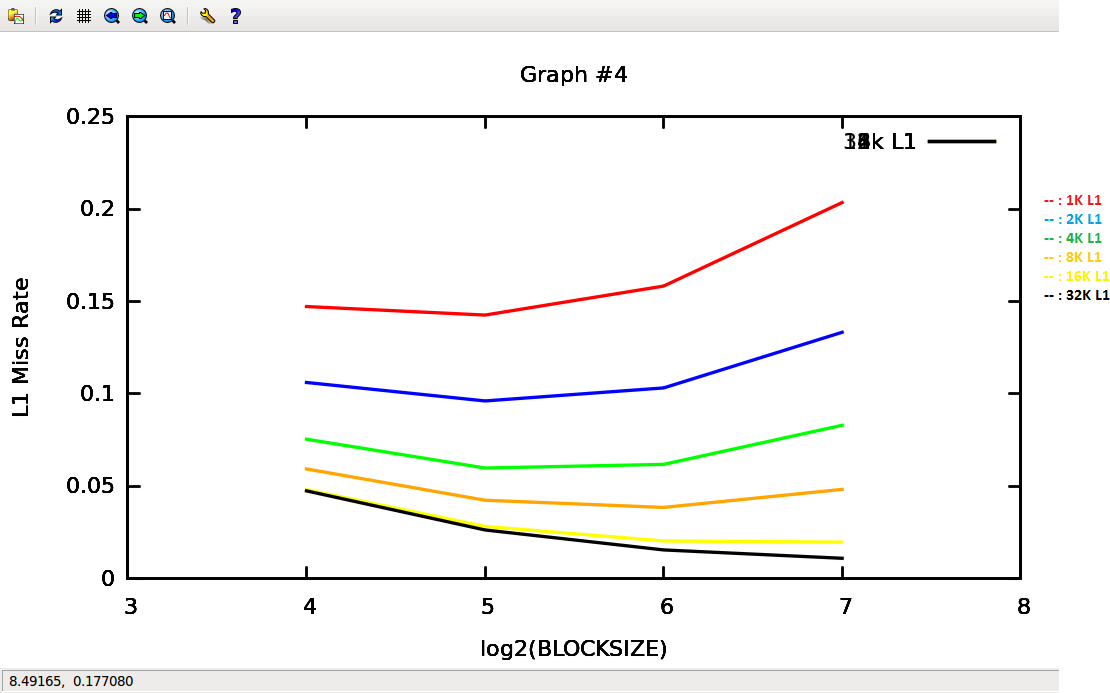 Graph #4
0.25
0.2
0.15
0.1
0.05
0
L1 Miss Rate
k L1
-- : 1K L1
-- : 2K L1
-- : 4K L1
-- : 8K L1
-- : 16K L1
-- : 32K L1
3 4 5 6 7 8
log2(BLOCKSIZE)
8.49165, 0.177080